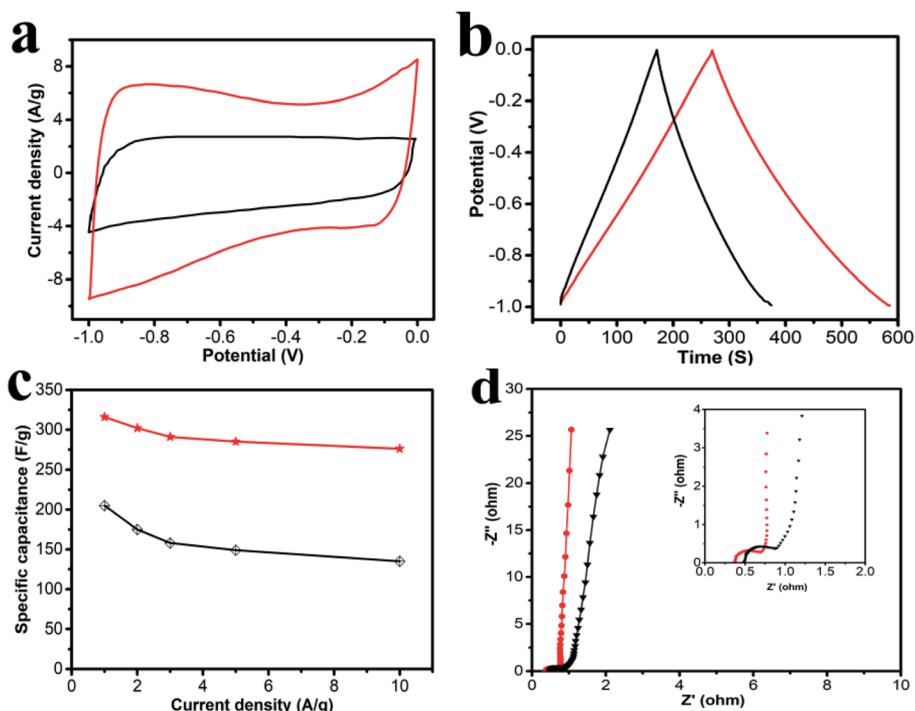 a
8
4
0
-4
-8
Current density (A/g)
-1.0 -0.8 -0.6 -0.4 -0.2 0.0
Potential (V)
b
0.0
-0.2
-0.4
-0.6
-0.8
-1.0
Potential (V)
0 100 200 300 400 500 600
Time (S)
c
350
300
250
200
150
100
50
0
Specific capacitance (F/g)
0 2 4 6 8 10
Current density (A/g)
d
30
25
20
15
10
5
0
-Z'' (ohm)
0 2 4 6 8 10
Z' (ohm)
4
3
2
1
0
-Z'' (ohm)
0.0 0.5 1.0 1.5 2.0
Z' (ohm)